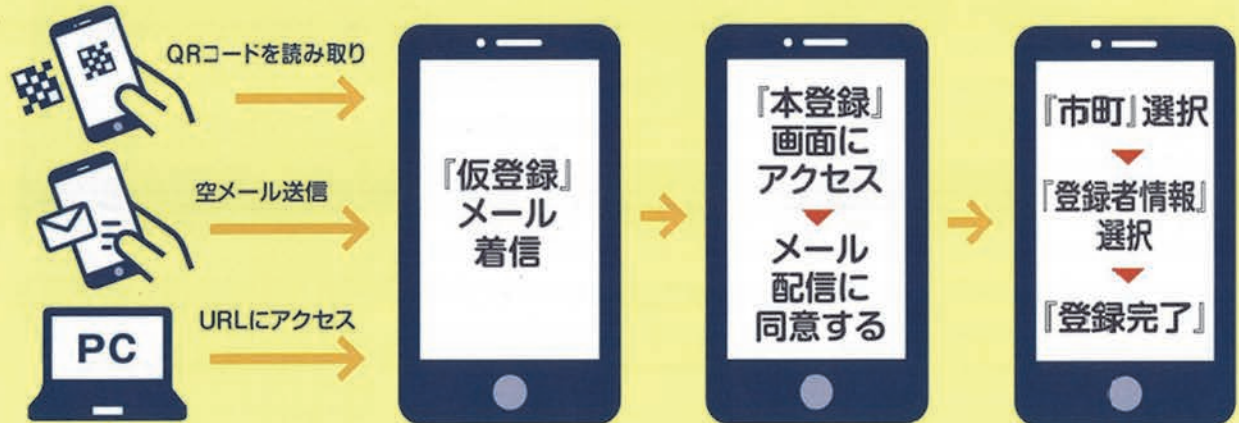 QRコードを読み取り
空メール送信
URLにアクセス
PC
『仮登録』
メール
着信
『本登録』
画面に
アクセス
メール
配信に
同意する
『市町』選択
『登録者情報』
選択
『登録完了』